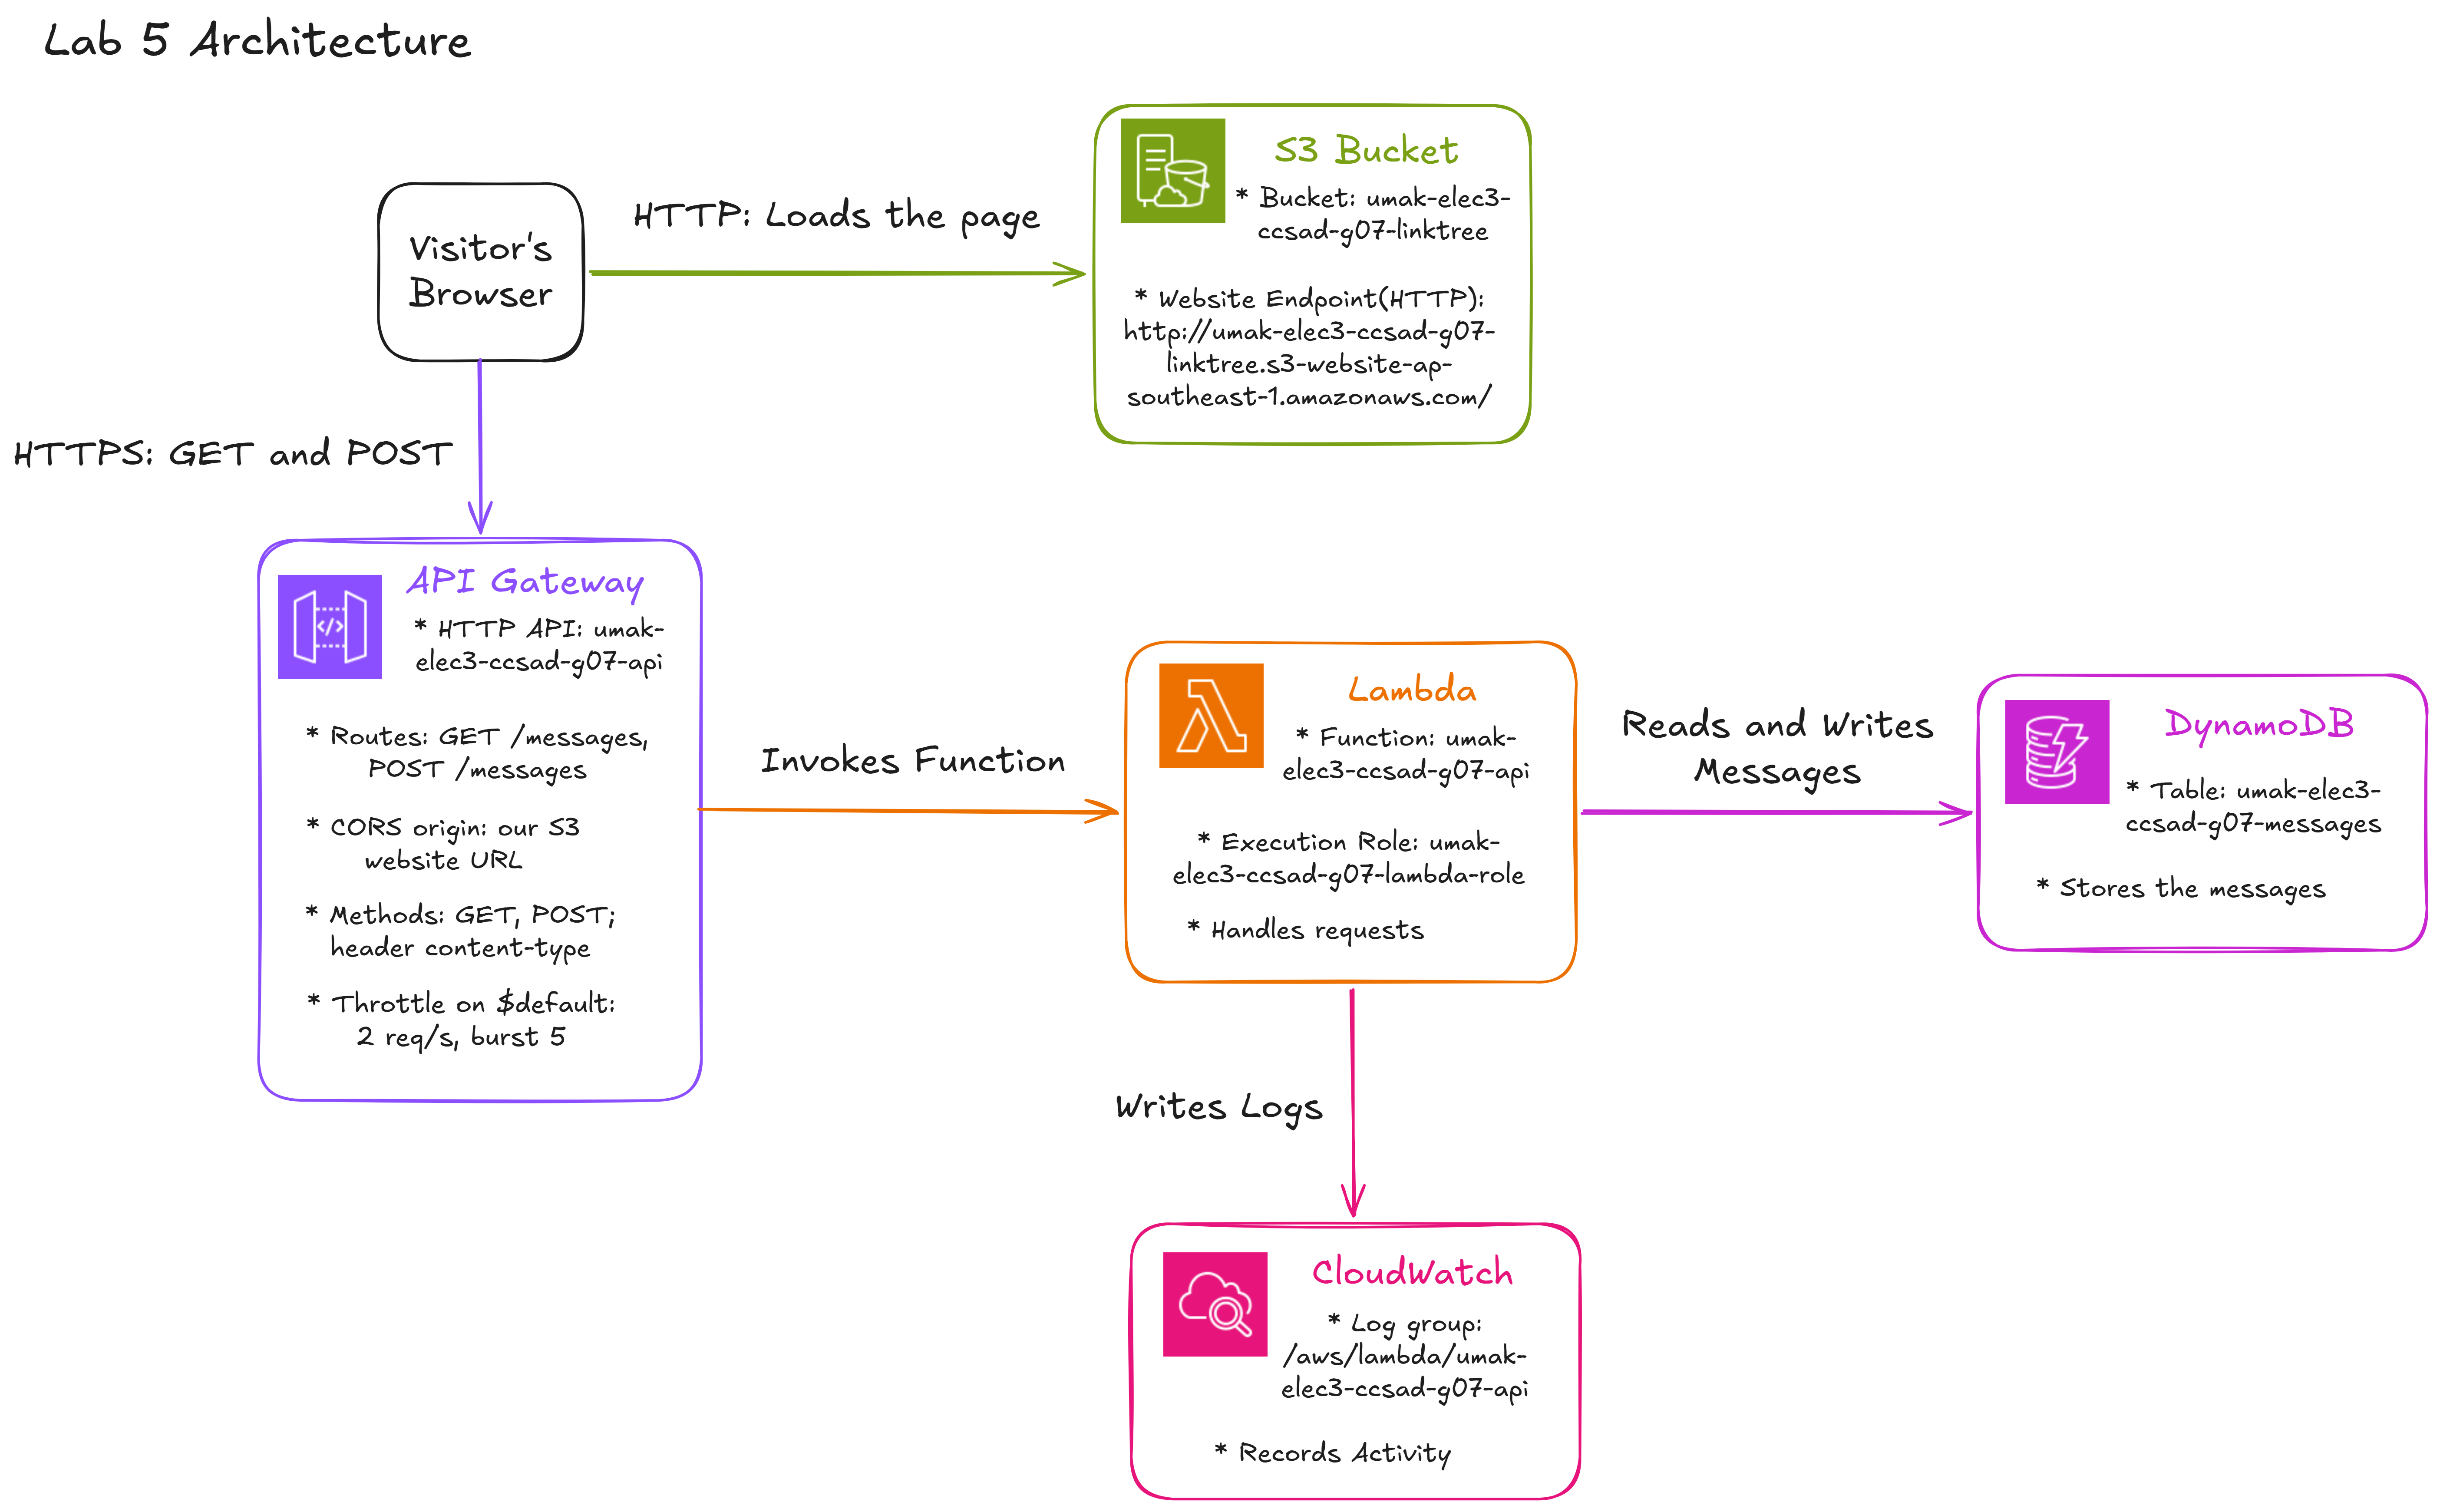 Lab 5 Architecture
Visitor's
Browser
HTTP: Loads the page
S3 Bucket
* Bucket: umak-elec3-
ccsad-g07-linktree
* Website Endpoint(HTTP):
http://umak-elec3-ccsad-g07-
linktree.s3-website-ap-
southeast-1.amazonaws.com/
HTTPS: GET and POST
API Gateway
* HTTP API: umak-
elec3-ccsad-g07-api
* Routes: GET /messages,
POST /messages
* CORS origin: our S3
website URL
* Methods: GET, POST;
header content-type
* Throttle on $default:
2 req/s, burst 5
Invokes Function
Lambda
* Function: umak-
elec3-ccsad-g07-api
* Execution Role: umak-
elec3-ccsad-g07-lambda-role
* Handles requests
Reads and Writes
Messages
DynamoDB
* Table: umak-elec3-
ccsad-g07-messages
* Stores the messages
Writes Logs
CloudWatch
* Log group:
/aws/lambda/umak-
elec3-ccsad-g07-api
* Records Activity